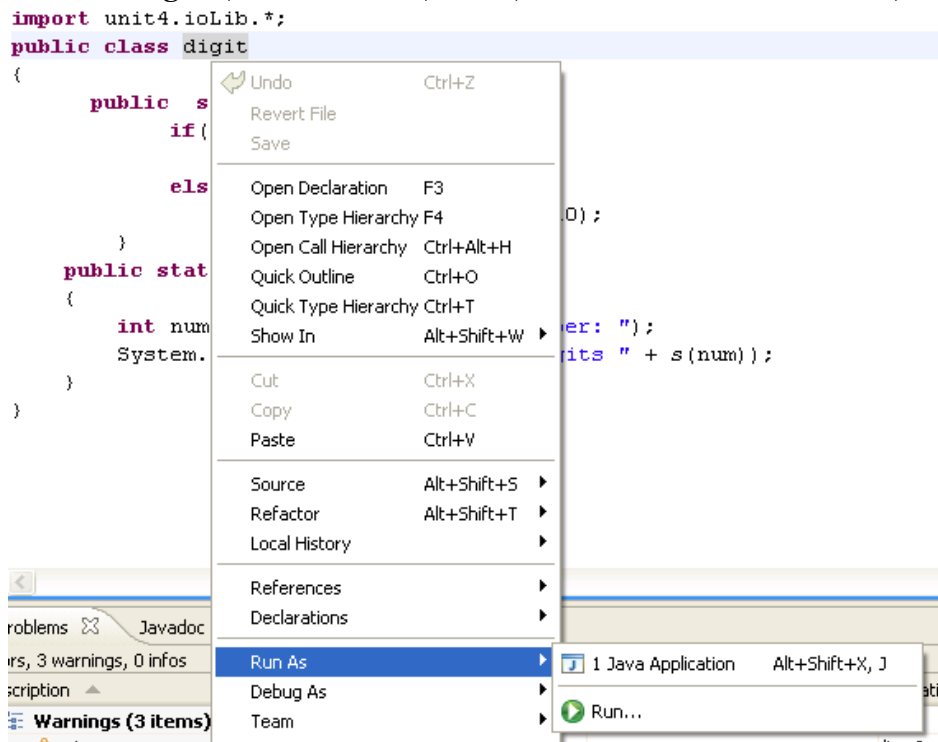 import unit4.ioLib.*;
public class digit
{
public s
if(
els
0);
}
public stat
{
int num er: ");
System. gits " + s(num));
}
}
Undo Ctrl+Z
Revert File
Save
Open Declaration F3
Open Type Hierarchy F4
Open Call Hierarchy Ctrl+Alt+H
Quick Outline Ctrl+O
Quick Type Hierarchy Ctrl+T
Show In Alt+Shift+W
Cut Ctrl+X
Copy Ctrl+C
Paste Ctrl+V
Source Alt+Shift+S
Refactor Alt+Shift+T
Local History
References
Declarations
Run As
Debug As
Team
1 Java Application Alt+Shift+X, J
Run...
roblems Javadoc
rs, 3 warnings, 0 infos
scription
Warnings (3 items)